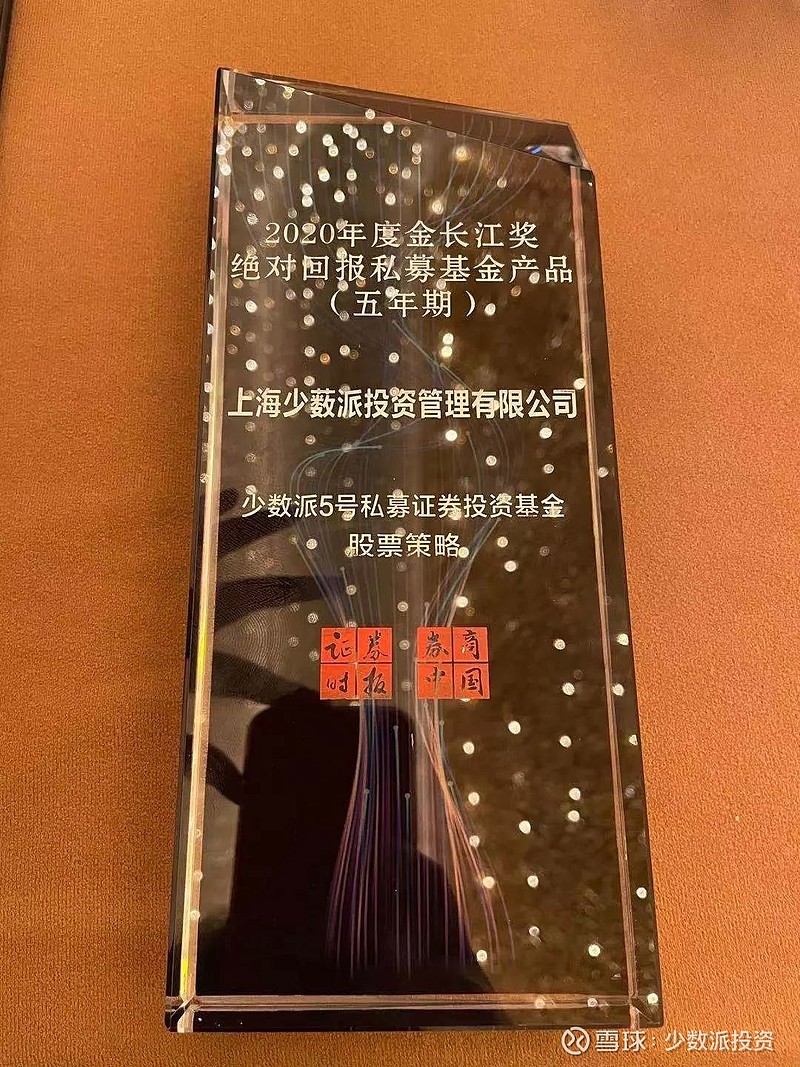 2020年度金长江奖
绝对回报私募基金产品
（五年期）
上海少薮派投资管理有限公司
少数派5号私募证券投资基金
股票策略
证券时报 券商中国
雪球：少数派投资